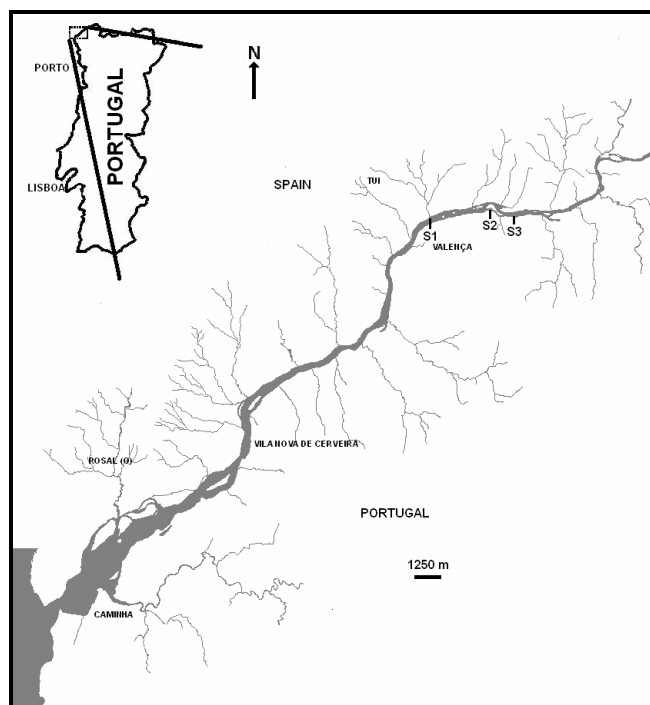 PORTO
PORTUGAL
LISBOA
N
SPAIN
TUI
S1
S2
S3
VALENÇA
VILA NOVA DE CERVEIRA
ROSAL (O)
PORTUGAL
1250 m
CAMINHA